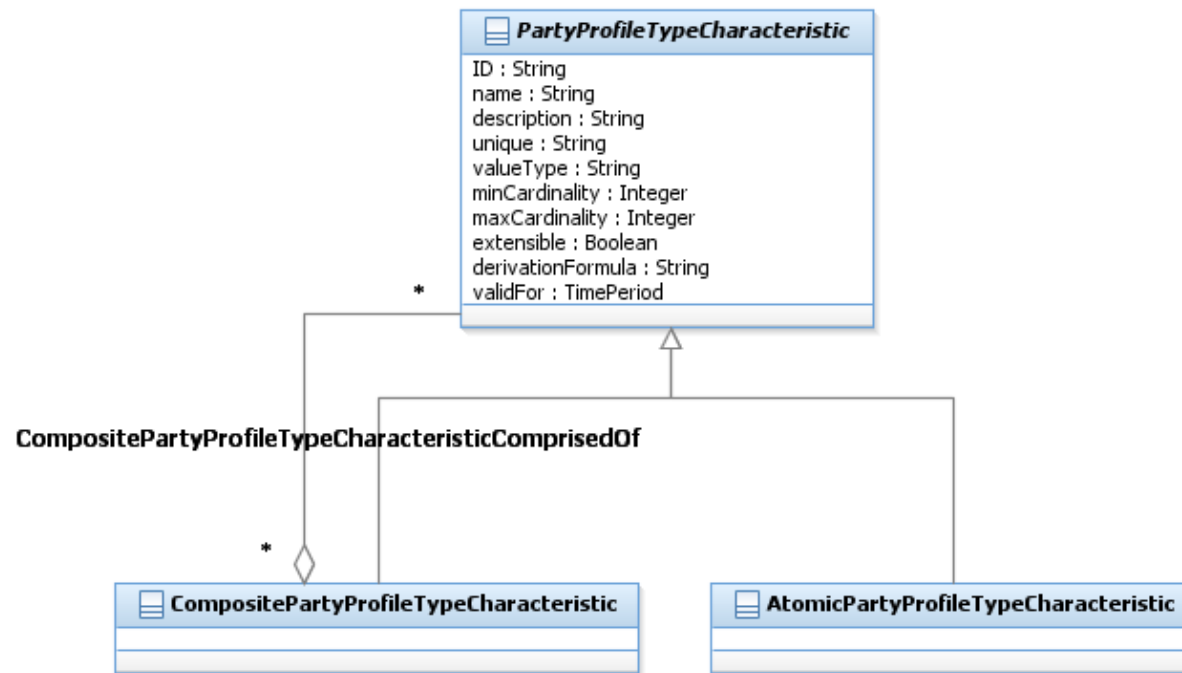 PartyProfileTypeCharacteristic
ID : String
name : String
description : String
unique : String
valueType : String
minCardinality : Integer
maxCardinality : Integer
extensible : Boolean
derivationFormula : String
validFor : TimePeriod
*
CompositePartyProfileTypeCharacteristicComprisedOf
*
CompositePartyProfileTypeCharacteristic
AtomicPartyProfileTypeCharacteristic